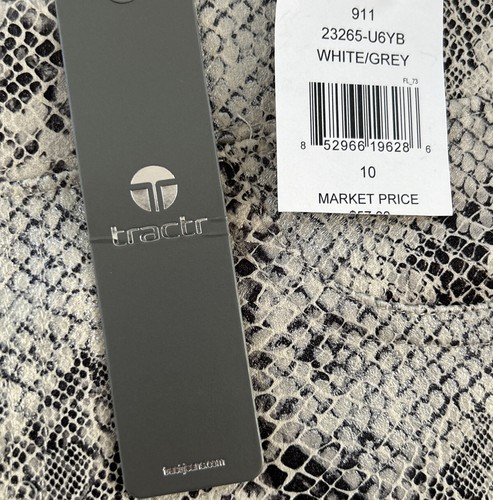 911
23265-U6YB
WHITE/GREY
FL_73
8 52966 19628 6
10
MARKET PRICE
tractr